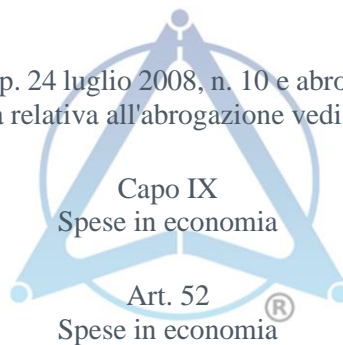 p. 24 luglio 2008, n. 10 e abro
relativa all'abrogazione vedi
Capo IX
Spese in economia
Art. 52
®
Spese in economia